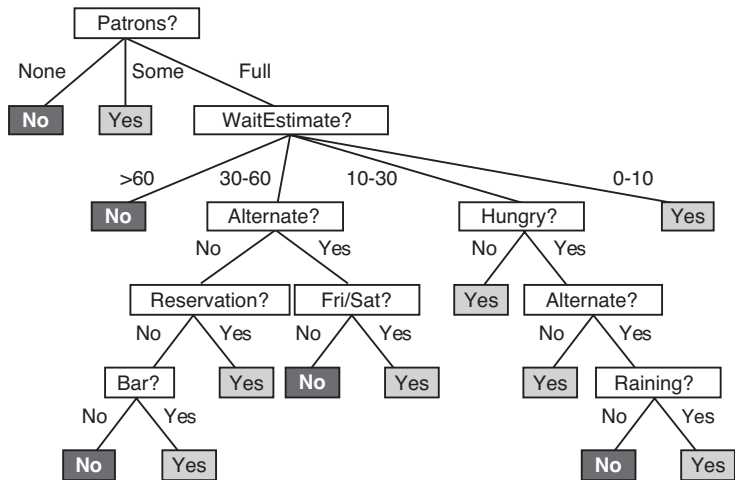 Patrons?
None Some Full
No Yes WaitEstimate?
>60 30-60 10-30 0-10
No Alternate? Hungry? Yes
No Yes No Yes
Reservation? Fri/Sat? Yes Alternate?
No Yes No Yes No Yes
Bar? Yes No Yes Yes Raining?
No Yes No Yes
No Yes No Yes